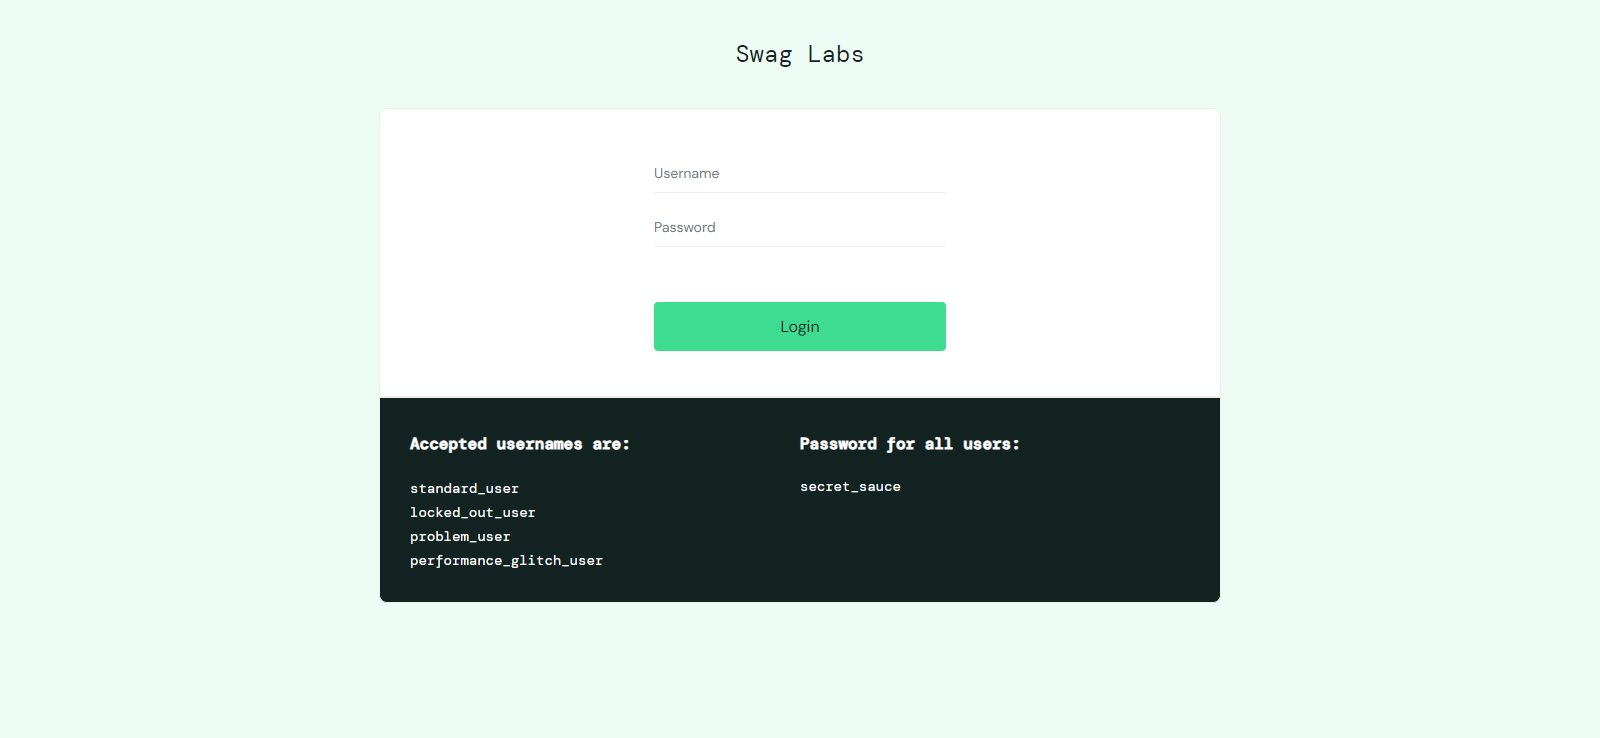 Swag Labs
Username
Password
Login
Accepted usernames are:
standard_user
locked_out_user
problem_user
performance_glitch_user
Password for all users:
secret_sauce